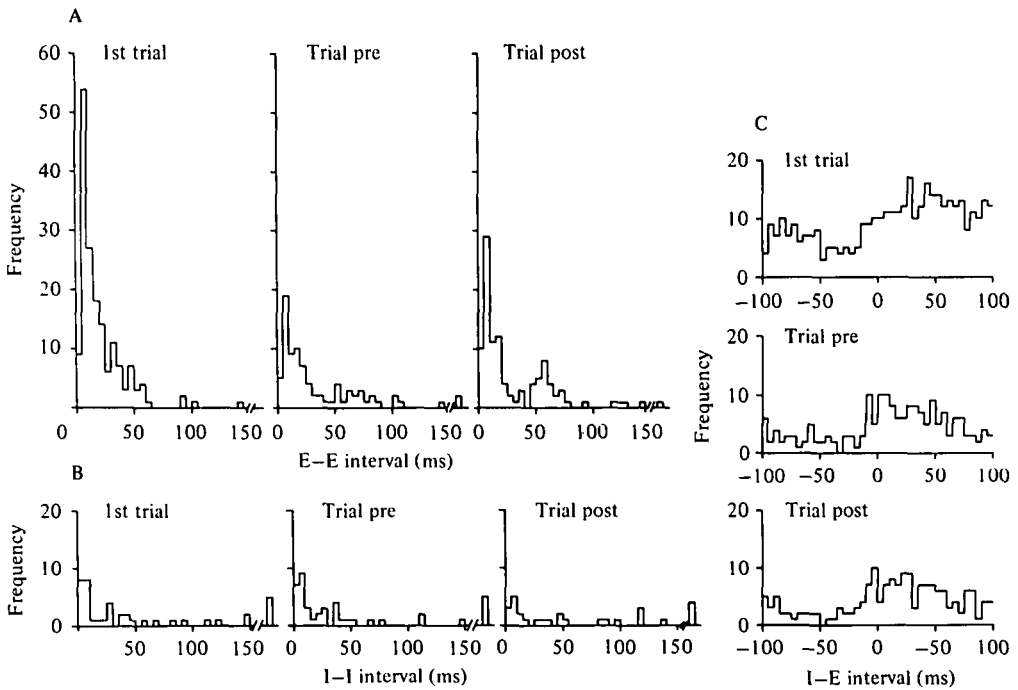 A
1st trial
Trial pre
Trial post
60
50
40
30
20
10
Frequency
0 50 100 150
0 50 100 150
0 50 100 150
E–E interval (ms)
B
1st trial
Trial pre
Trial post
20
10
0
Frequency
0 50 100 150
0 50 100 150
0 50 100 150
I–I interval (ms)
C
1st trial
20
10
0
−100 −50 0 50 100
Trial pre
20
10
0
−100 −50 0 50 100
Frequency
Trial post
20
10
0
−100 −50 0 −50 100
I–E interval (ms)